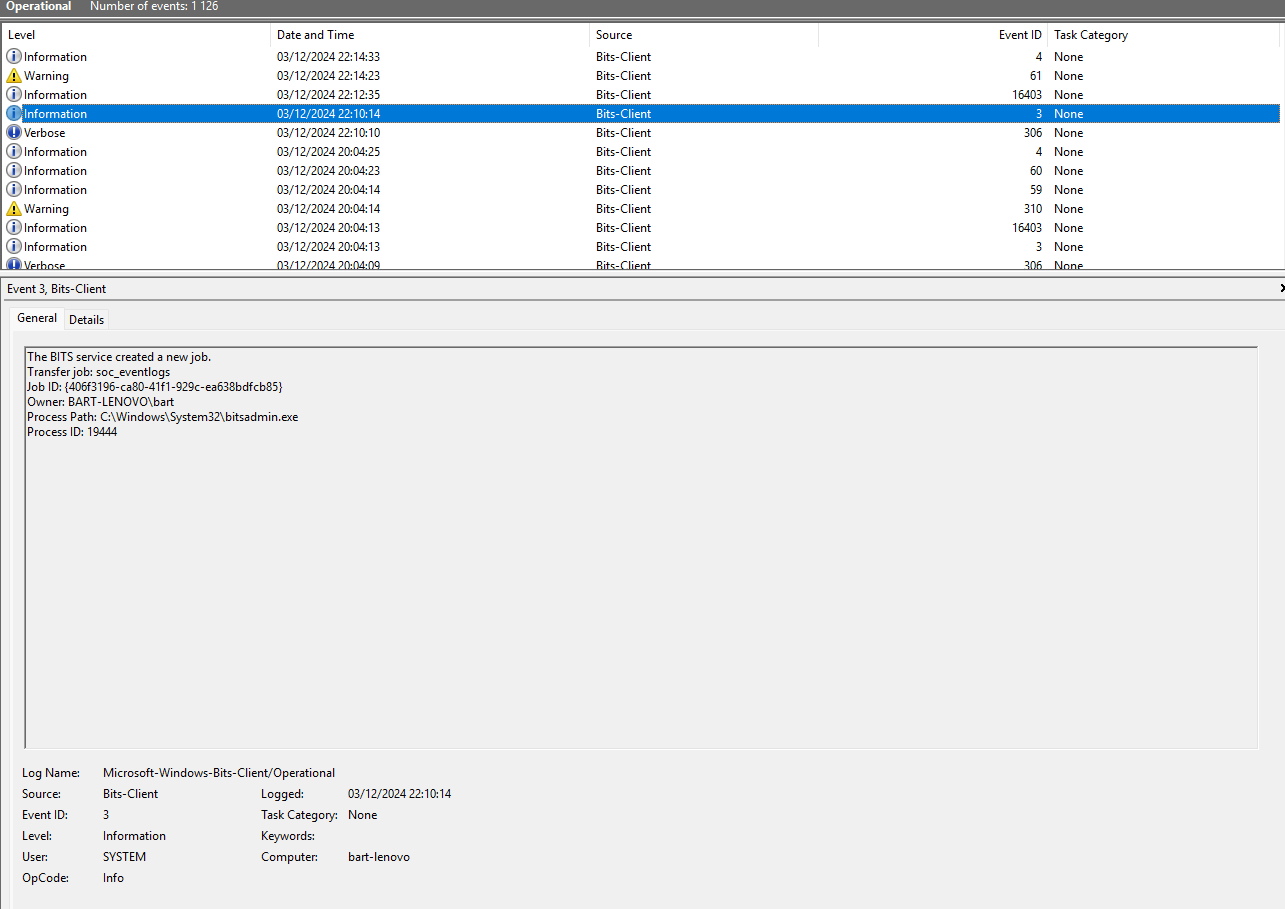 Operational Number of events: 1 126
Level Date and Time Source Event ID Task Category
Information 03/12/2024 22:14:33 Bits-Client 4 None
Warning 03/12/2024 22:14:23 Bits-Client 61 None
Information 03/12/2024 22:12:35 Bits-Client 16403 None
Information 03/12/2024 22:10:14 Bits-Client 3 None
Verbose 03/12/2024 22:10:10 Bits-Client 306 None
Information 03/12/2024 20:04:25 Bits-Client 4 None
Information 03/12/2024 20:04:23 Bits-Client 60 None
Information 03/12/2024 20:04:14 Bits-Client 59 None
Warning 03/12/2024 20:04:14 Bits-Client 310 None
Information 03/12/2024 20:04:13 Bits-Client 16403 None
Information 03/12/2024 20:04:13 Bits-Client 3 None
Verbose 03/12/2024 20:04:09 Bits-Client 306 None
Event 3, Bits-Client
General Details
The BITS service created a new job.
Transfer job: soc_eventlogs
Job ID: {406f3196-ca80-41f1-929c-ea638bdfcb85}
Owner: BART-LENOVO\bart
Process Path: C:\Windows\System32\bitsadmin.exe
Process ID: 19444
Log Name: Microsoft-Windows-Bits-Client/Operational
Source: Bits-Client Logged: 03/12/2024 22:10:14
Event ID: 3 Task Category: None
Level: Information Keywords:
User: SYSTEM Computer: bart-lenovo
OpCode: Info